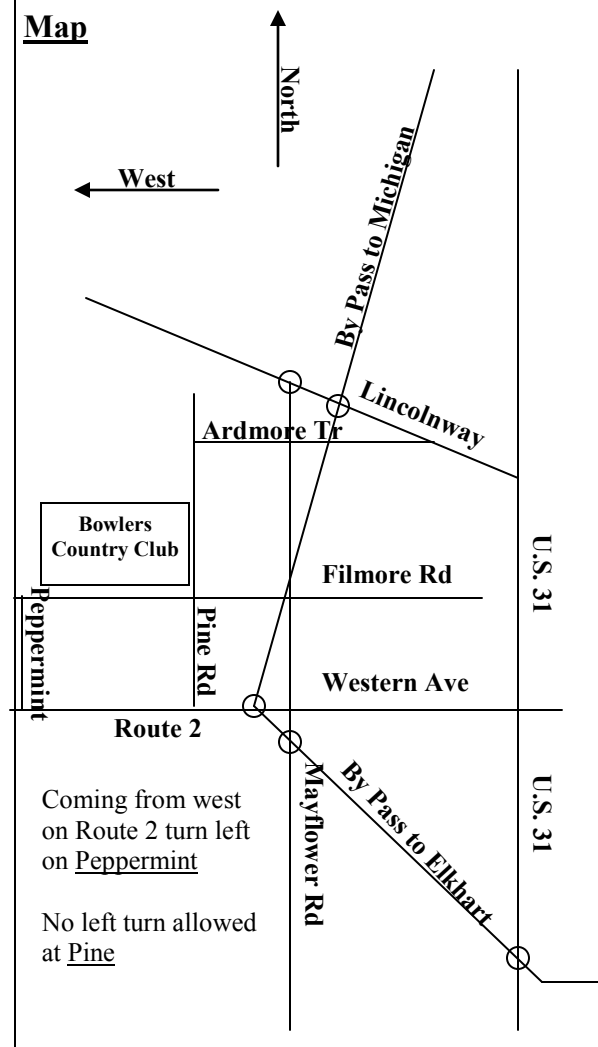 Map
North
West
By Pass to Michigan
Lincolnway
Ardmore Tr
Bowlers
Country Club
U.S. 31
Filmore Rd
Peppermint
Pine Rd
Western Ave
Route 2
Mayflower Rd
By Pass to Elkhart
U.S. 31
Coming from west
on Route 2 turn left
on Peppermint
No left turn allowed
at Pine